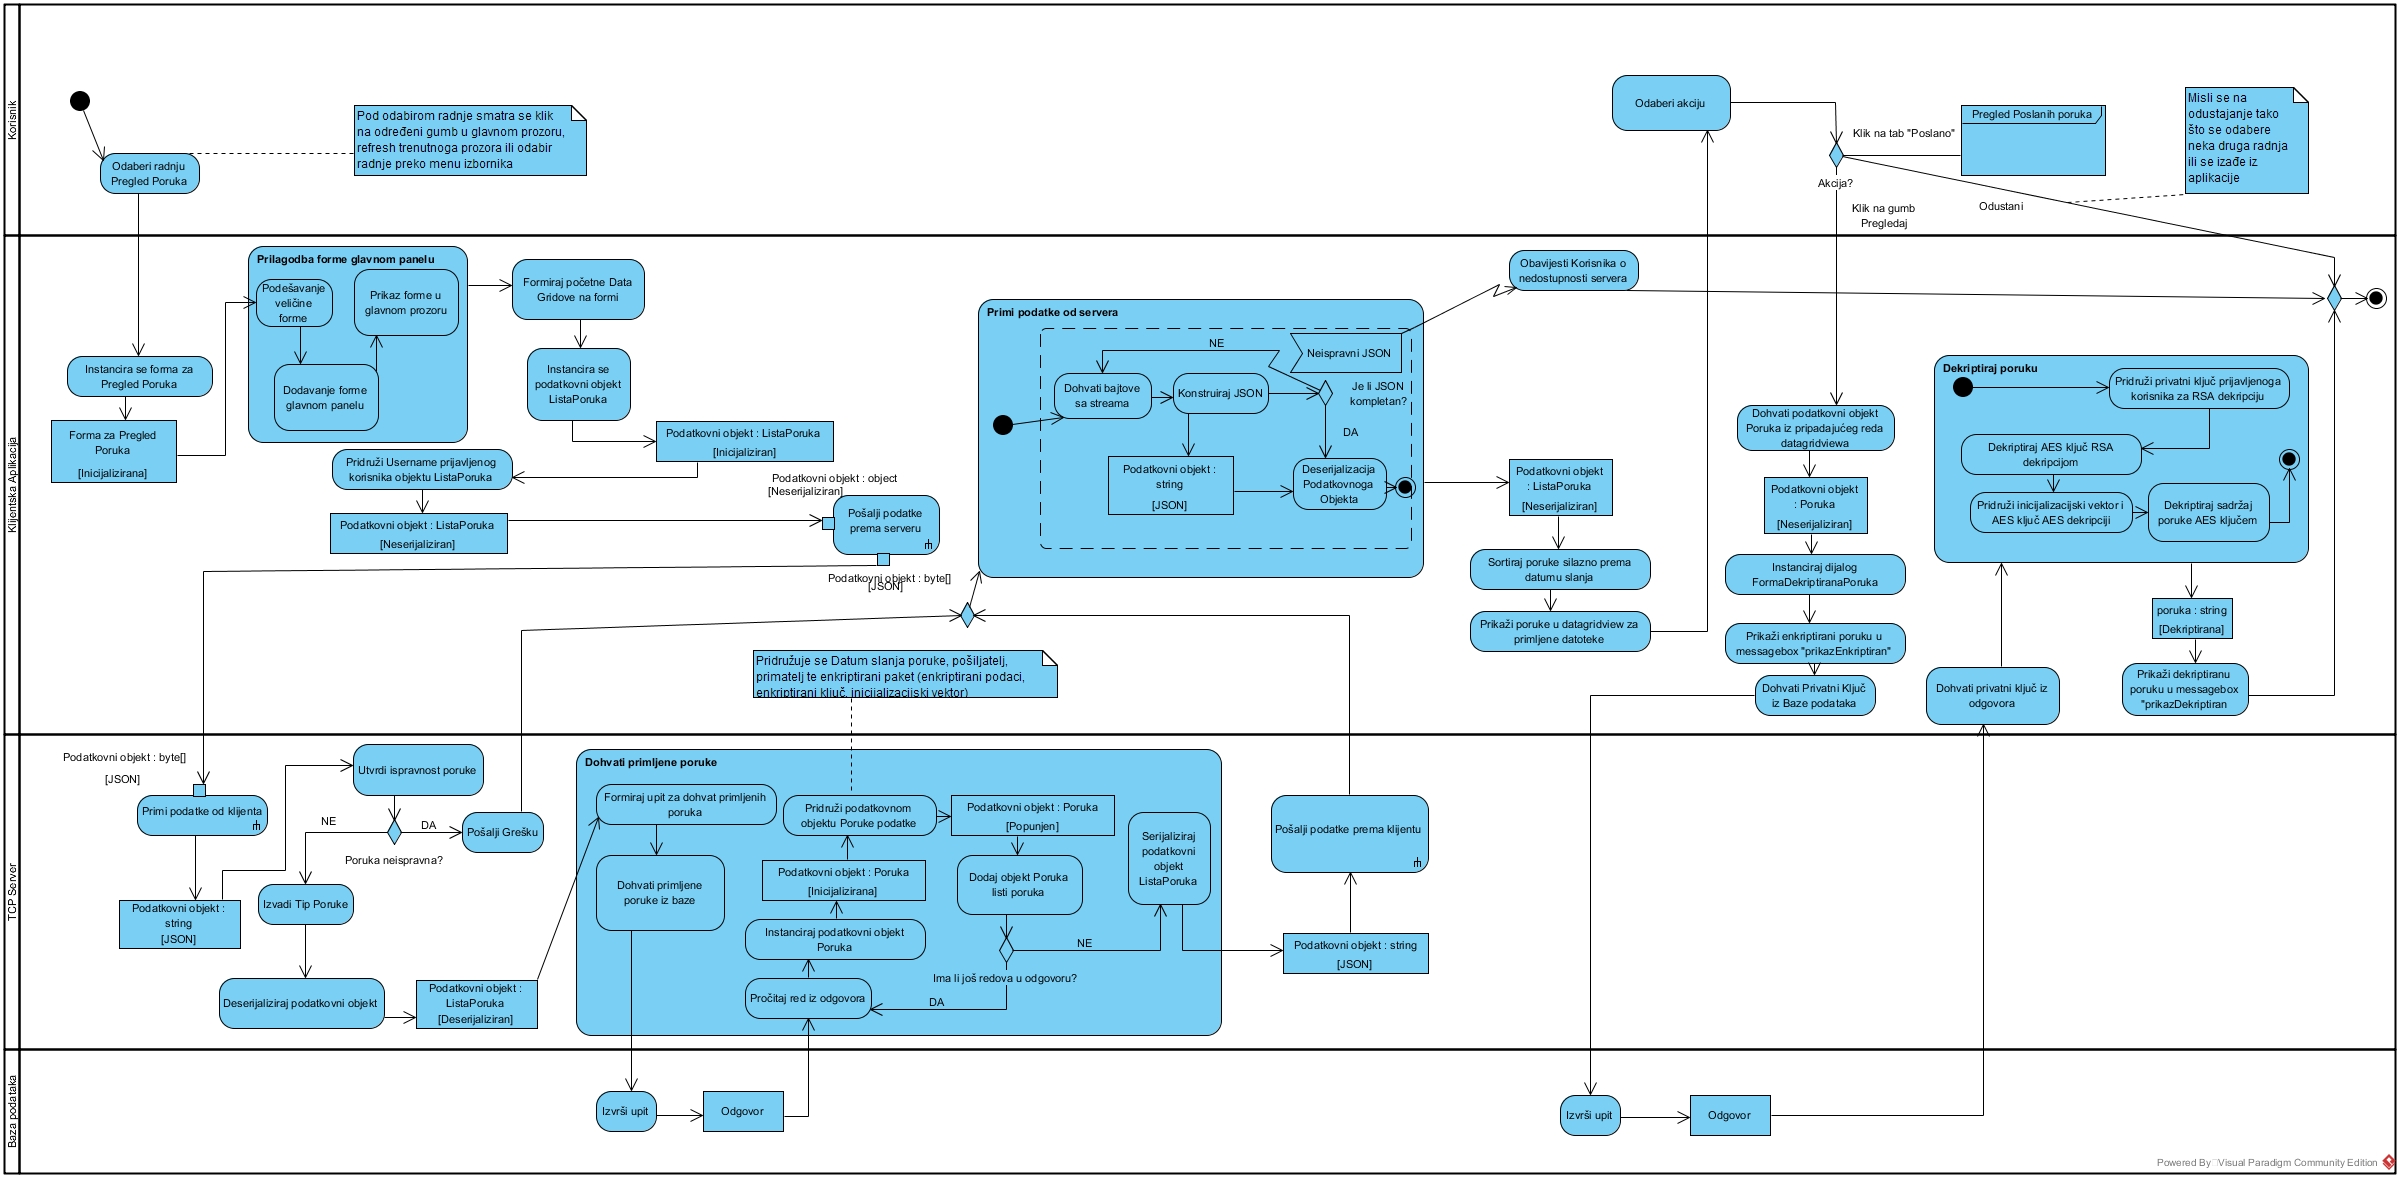 Korisnik
Odaberi radnju
Pregled Poruka
Pod odabirom radnje smatra se klik
na određeni gumb u glavnom prozoru,
refresh trenutnoga prozora ili odabir
radnje preko menu izbornika
Odaberi akciju
Akcija?
Klik na tab "Poslano"
Pregled Poslanih poruka
Klik na gumb
Pregledaj
Odustani
Misli se na
odustajanje tako
što se odabere
neka druga radnja
ili se izađe iz
aplikacije
Klijentska Aplikacija
Instancira se forma za
Pregled Poruka
Forma za Pregled
Poruka
[Inicijalizirana]
Prilagodba forme glavnom panelu
Podešavanje
veličine
forme
Dodavanje forme
glavnom panelu
Prikaz forme u
glavnom prozoru
Formiraj početne Data
Gridove na formi
Instancira se
podatkovni objekt
ListaPoruka
Podatkovni objekt : ListaPoruka
[Inicijaliziran]
Pridruži Username prijavljenog
korisnika objektu ListaPoruka
Podatkovni objekt : ListaPoruka
[Neserijaliziran]
Podatkovni objekt : object
[Neserijaliziran]
Pošalji podatke
prema serveru
Podatkovni objekt : byte[]
[JSON]
Primi podatke od servera
NE
Neispravni JSON
Dohvati bajtove
sa streama
Konstruiraj JSON
Je li JSON
kompletan?
DA
Podatkovni objekt :
string
[JSON]
Deserijalizacija
Podatkovnoga
Objekta
Obavijesti Korisnika o
nedostupnosti servera
Podatkovni objekt
: ListaPoruka
[Neserijaliziran]
Sortiraj poruke silazno prema
datumu slanja
Prikaži poruke u datagridview za
primljene datoteke
Dohvati podatkovni objekt
Poruka iz pripadajućeg reda
datagridviewa
Podatkovni objekt
: Poruka
[Neserijaliziran]
Instanciraj dijalog
FormaDekriptiranaPoruka
Prikaži enkriptirani poruku u
messagebox "prikazEnkriptiran"
Dohvati Privatni Ključ
iz Baze podataka
Dekriptiraj poruku
Pridruži privatni ključ prijavljenoga
korisnika za RSA dekripciju
Dekriptiraj AES ključ RSA
dekripcijom
Pridruži inicijalizacijski vektor i
AES ključ AES dekripciji
Dekriptiraj sadržaj
poruke AES ključem
poruka : string
[Dekriptirana]
Dohvati privatni ključ iz
odgovora
Prikaži dekriptiranu
poruku u messagebox
"prikazDekriptiran
Pridružuje se Datum slanja poruke, pošiljatelj,
primatelj te enkriptirani paket (enkriptirani podaci,
enkriptirani ključ, inicijalizacijski vektor)
TCP Server
Podatkovni objekt : byte[]
[JSON]
Primi podatke od klijenta
Podatkovni objekt :
string
[JSON]
Utvrdi ispravnost poruke
NE
DA
Poruka neispravna?
Pošalji Grešku
Izvadi Tip Poruke
Deserijaliziraj podatkovni objekt
Podatkovni objekt :
ListaPoruka
[Deserijaliziran]
Dohvati primljene poruke
Formiraj upit za dohvat primljenih
poruka
Dohvati primljene
poruke iz baze
Pridruži podatkovnom
objektu Poruke podatke
Podatkovni objekt : Poruka
[Inicijalizirana]
Instanciraj podatkovni objekt
Poruka
Pročitaj red iz odgovora
Podatkovni objekt : Poruka
[Popunjen]
Dodaj objekt Poruka
listi poruka
NE
Ima li još redova u odgovoru?
DA
Serijaliziraj
podatkovni
objekt
ListaPoruka
Pošalji podatke prema klijentu
Podatkovni objekt : string
[JSON]
Baza podataka
Izvrši upit
Odgovor
Izvrši upit
Odgovor
Powered By Visual Paradigm Community Edition